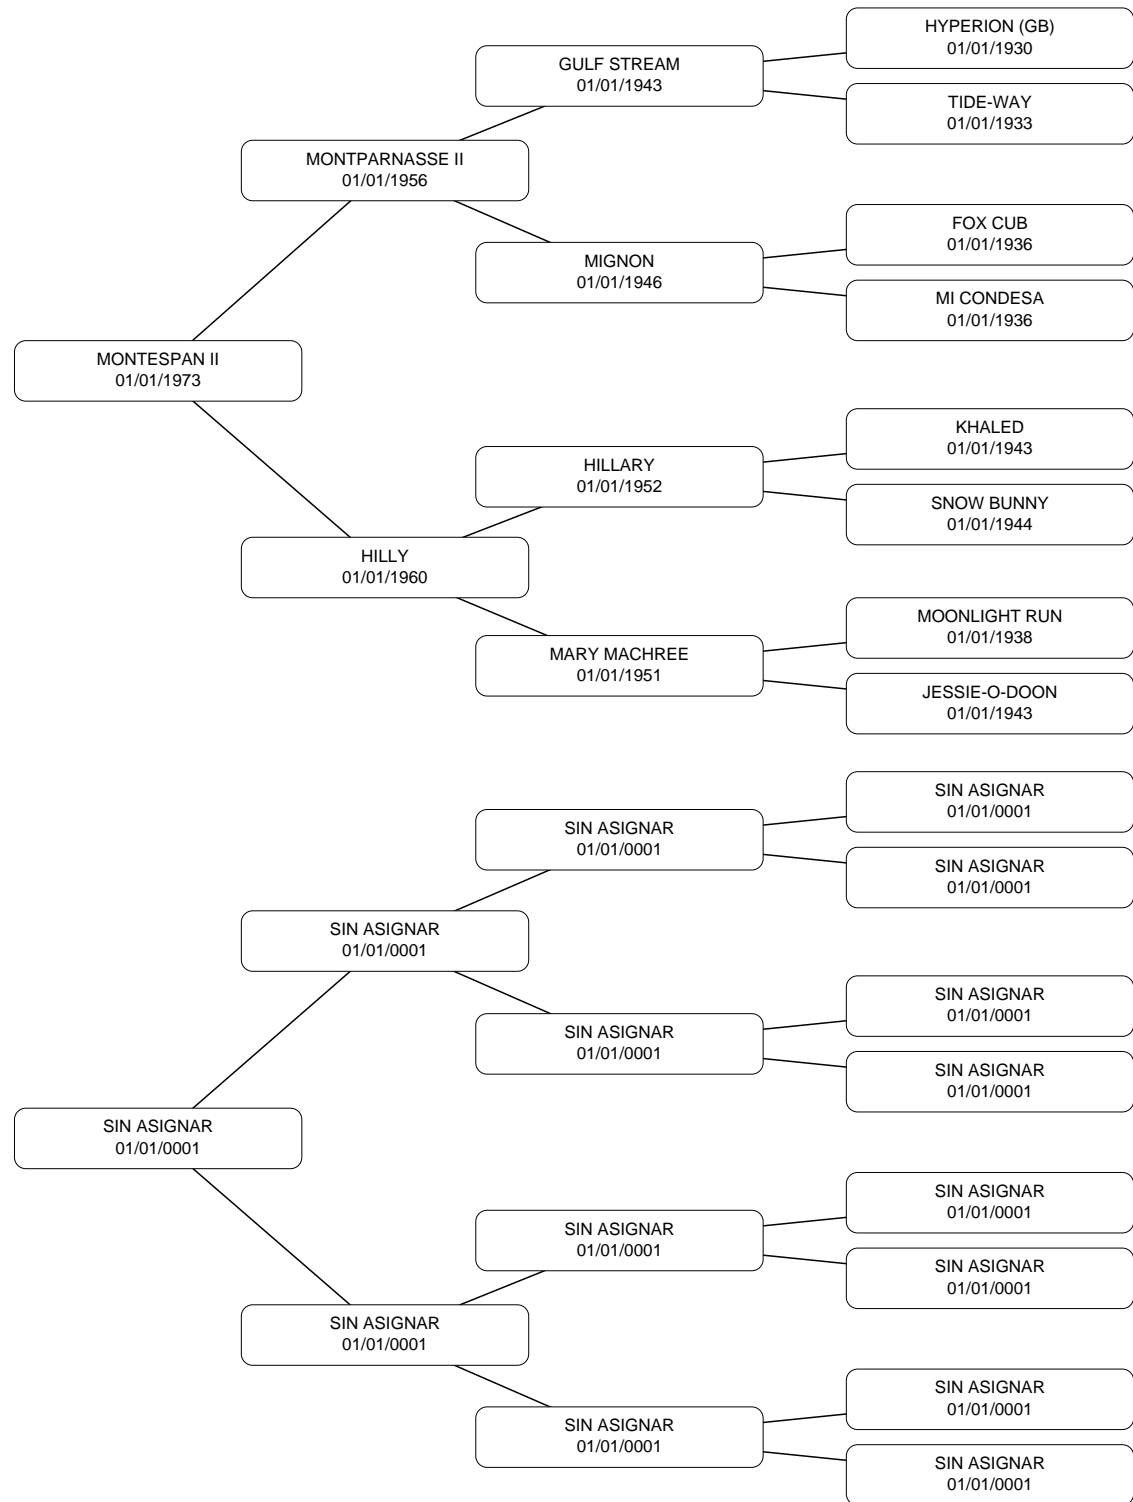 HYPERION (GB)
01/01/1930
GULF STREAM
01/01/1943
TIDE-WAY
01/01/1933
MONTPARNASSE II
01/01/1956
FOX CUB
01/01/1936
MIGNON
01/01/1946
MI CONDESA
01/01/1936
MONTESPAN II
01/01/1973
KHALED
01/01/1943
HILLARY
01/01/1952
SNOW BUNNY
01/01/1944
HILLY
01/01/1960
MOONLIGHT RUN
01/01/1938
MARY MACHREE
01/01/1951
JESSIE-O-DOON
01/01/1943
SIN ASIGNAR
01/01/0001
SIN ASIGNAR
01/01/0001
SIN ASIGNAR
01/01/0001
SIN ASIGNAR
01/01/0001
SIN ASIGNAR
01/01/0001
SIN ASIGNAR
01/01/0001
SIN ASIGNAR
01/01/0001
SIN ASIGNAR
01/01/0001
SIN ASIGNAR
01/01/0001
SIN ASIGNAR
01/01/0001
SIN ASIGNAR
01/01/0001
SIN ASIGNAR
01/01/0001
SIN ASIGNAR
01/01/0001
SIN ASIGNAR
01/01/0001
SIN ASIGNAR
01/01/0001